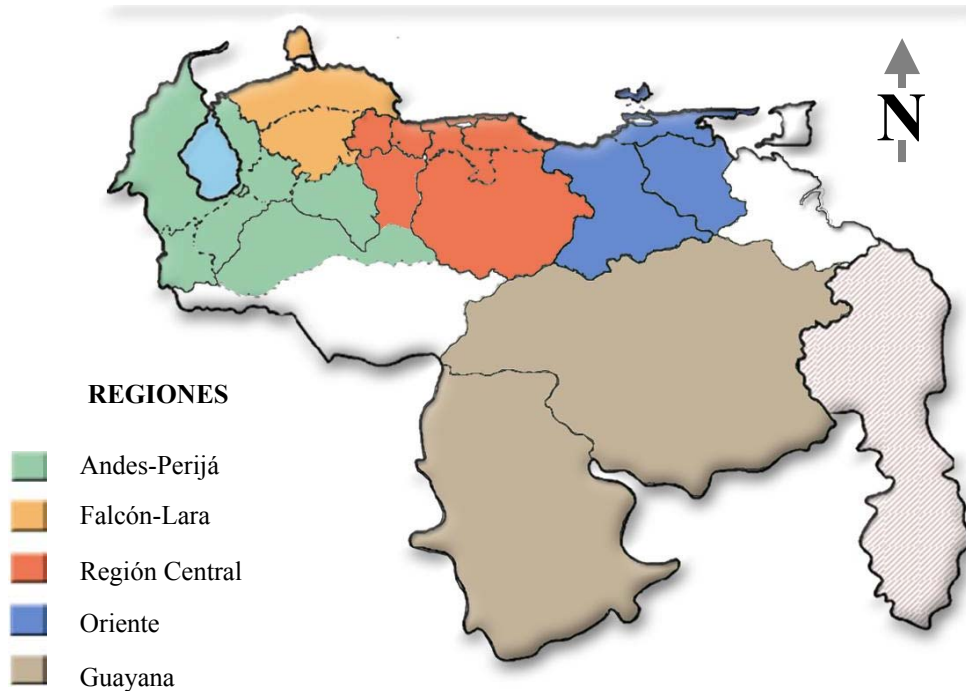 N
REGIONES
Andes-Perijá
Falcón-Lara
Región Central
Oriente
Guayana